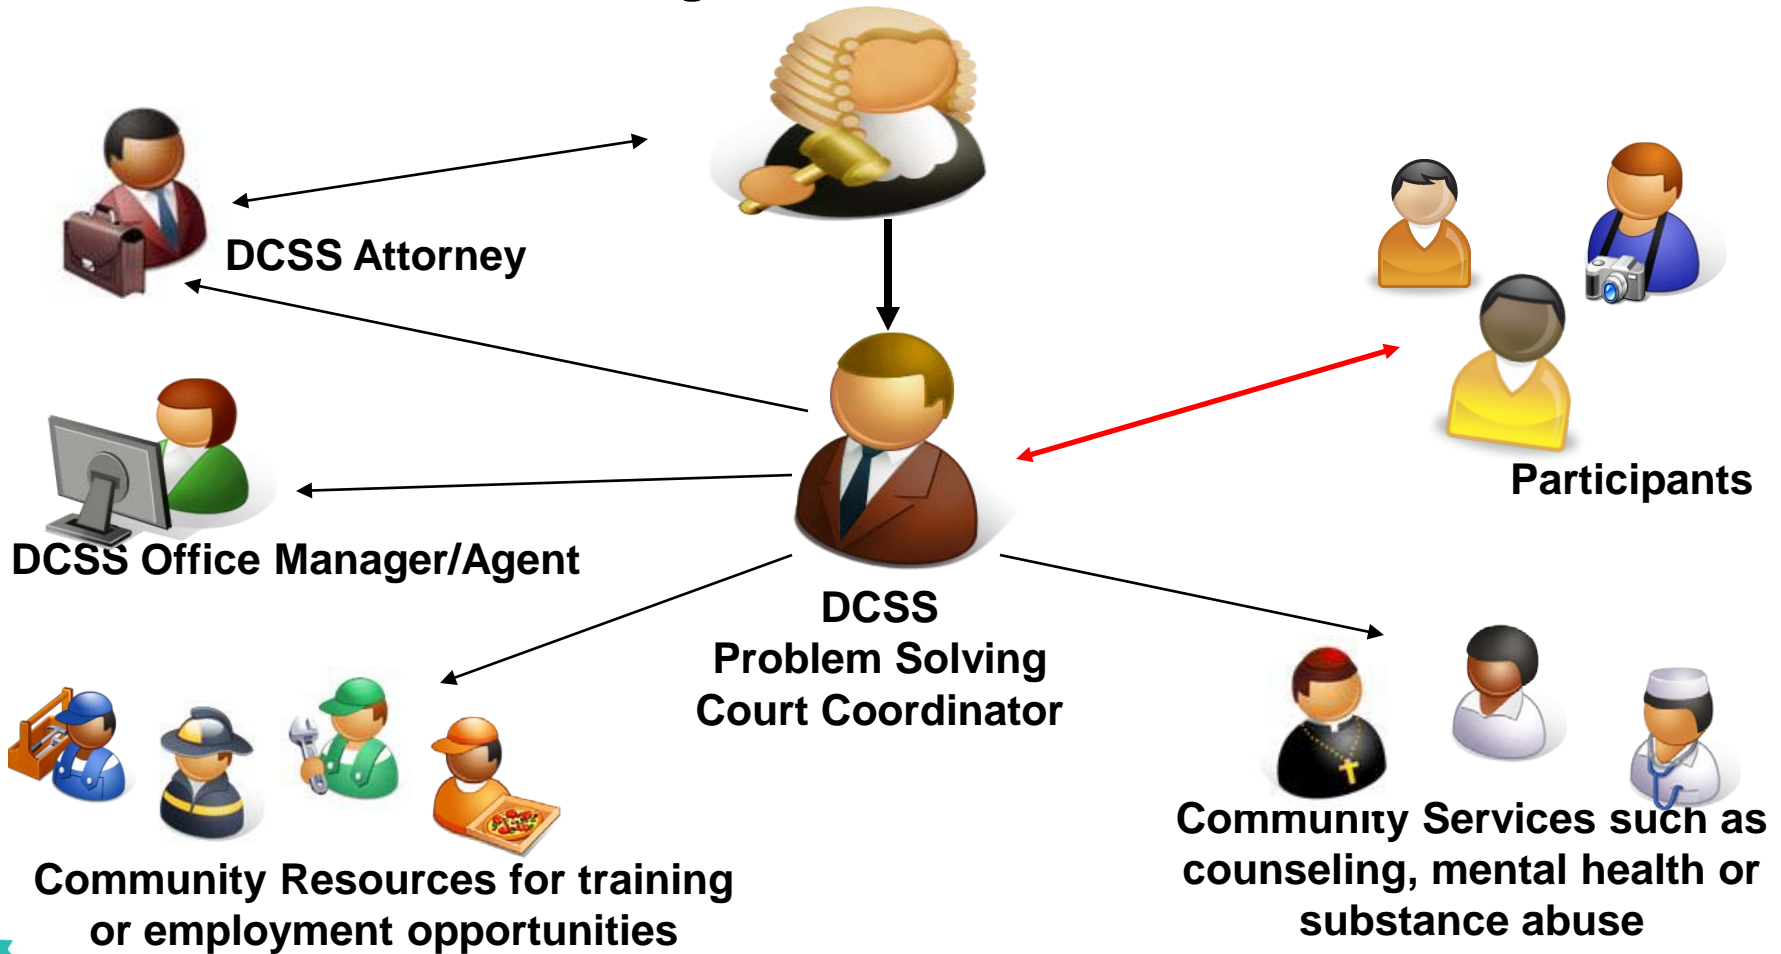 DCSS Attorney
Participants
DCSS Office Manager/Agent
DCSS
Problem Solving
Court Coordinator
Community Services such as
counseling, mental health or
substance abuse
Community Resources for training
or employment opportunities